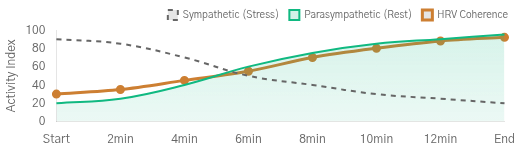 Sympathetic (Stress) Parasympathetic (Rest) HRV Coherence
Activity Index
100
80
60
40
20
0
Start 2min 4min 6min 8min 10min 12min End